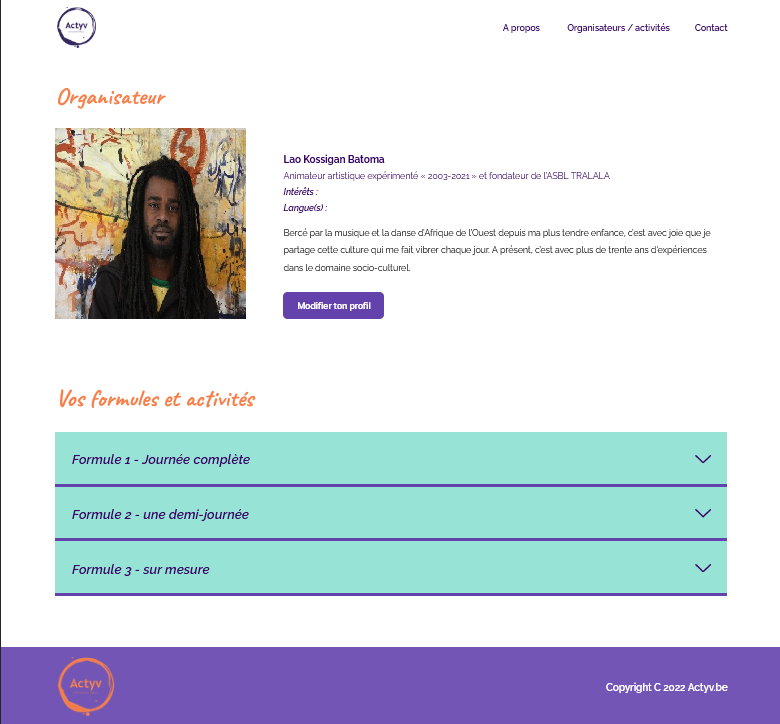 Actyv
A propos
Organisateurs / activités
Contact
Organisateur
Lao Kossigan Batoma
Animateur artistique expérimenté « 2003-2021 » et fondateur de l'ASBL TRALALA
Intérêts :
Langue(s) :
Bercé par la musique et la danse d'Afrique de l'Ouest depuis ma plus tendre enfance, c'est avec joie que je
partage cette culture qui me fait vibrer chaque jour. A présent, c'est avec plus de trente ans d'expériences
dans le domaine socio-culturel.
Modifier ton profil
Vos formules et activités
Formule 1 - Journée complète
Formule 2 - une demi-journée
Formule 3 - sur mesure
Actyv
Copyright C 2022 Actyv.be